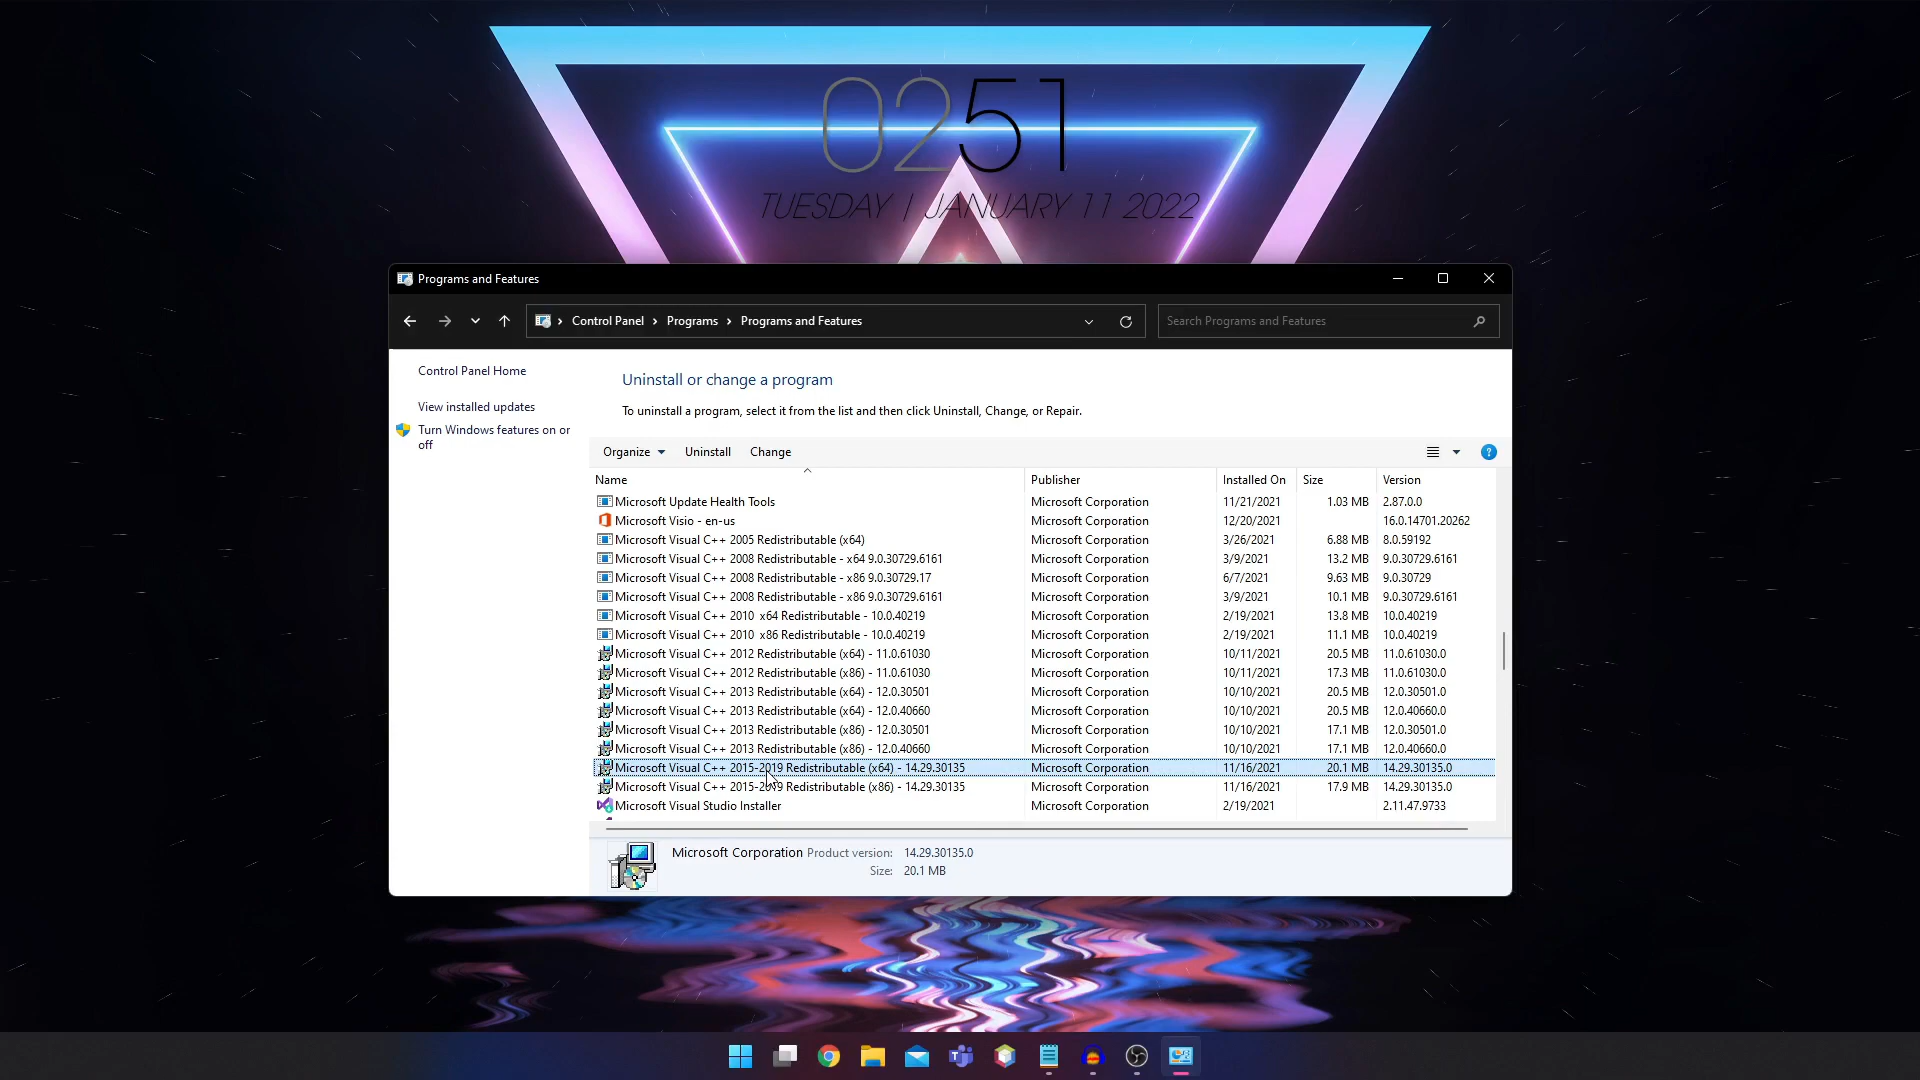 0251
TUESDAY | JANUARY 11 2022
Programs and Features
Control Panel > Programs > Programs and Features
Search Programs and Features
Control Panel Home
View installed updates
Turn Windows features on or
off
Uninstall or change a program
To uninstall a program, select it from the list and then click Uninstall, Change, or Repair.
Organize Uninstall Change ?
Name Publisher Installed On Size Version
Microsoft Update Health Tools Microsoft Corporation 11/21/2021 1.03 MB 2.87.0.0
Microsoft Visio - en-us Microsoft Corporation 12/20/2021 16.0.14701.20262
Microsoft Visual C++ 2005 Redistributable (x64) Microsoft Corporation 3/26/2021 6.88 MB 8.0.59192
Microsoft Visual C++ 2008 Redistributable - x64 9.0.30729.6161 Microsoft Corporation 3/9/2021 13.2 MB 9.0.30729.6161
Microsoft Visual C++ 2008 Redistributable - x86 9.0.30729.17 Microsoft Corporation 6/7/2021 9.63 MB 9.0.30729
Microsoft Visual C++ 2008 Redistributable - x86 9.0.30729.6161 Microsoft Corporation 3/9/2021 10.1 MB 9.0.30729.6161
Microsoft Visual C++ 2010 x64 Redistributable - 10.0.40219 Microsoft Corporation 2/19/2021 13.8 MB 10.0.40219
Microsoft Visual C++ 2010 x86 Redistributable - 10.0.40219 Microsoft Corporation 2/19/2021 11.1 MB 10.0.40219
Microsoft Visual C++ 2012 Redistributable (x64) - 11.0.61030 Microsoft Corporation 10/11/2021 20.5 MB 11.0.61030.0
Microsoft Visual C++ 2012 Redistributable (x86) - 11.0.61030 Microsoft Corporation 10/11/2021 17.3 MB 11.0.61030.0
Microsoft Visual C++ 2013 Redistributable (x64) - 12.0.30501 Microsoft Corporation 10/10/2021 20.5 MB 12.0.30501.0
Microsoft Visual C++ 2013 Redistributable (x64) - 12.0.40660 Microsoft Corporation 10/10/2021 20.5 MB 12.0.40660.0
Microsoft Visual C++ 2013 Redistributable (x86) - 12.0.30501 Microsoft Corporation 10/10/2021 17.1 MB 12.0.30501.0
Microsoft Visual C++ 2013 Redistributable (x86) - 12.0.40660 Microsoft Corporation 10/10/2021 17.1 MB 12.0.40660.0
Microsoft Visual C++ 2015-2019 Redistributable (x64) - 14.29.30135 Microsoft Corporation 11/16/2021 20.1 MB 14.29.30135.0
Microsoft Visual C++ 2015-2019 Redistributable (x86) - 14.29.30135 Microsoft Corporation 11/16/2021 17.9 MB 14.29.30135.0
Microsoft Visual Studio Installer Microsoft Corporation 2/19/2021 2.11.47.9733
Microsoft Corporation Product version: 14.29.30135.0
Size: 20.1 MB